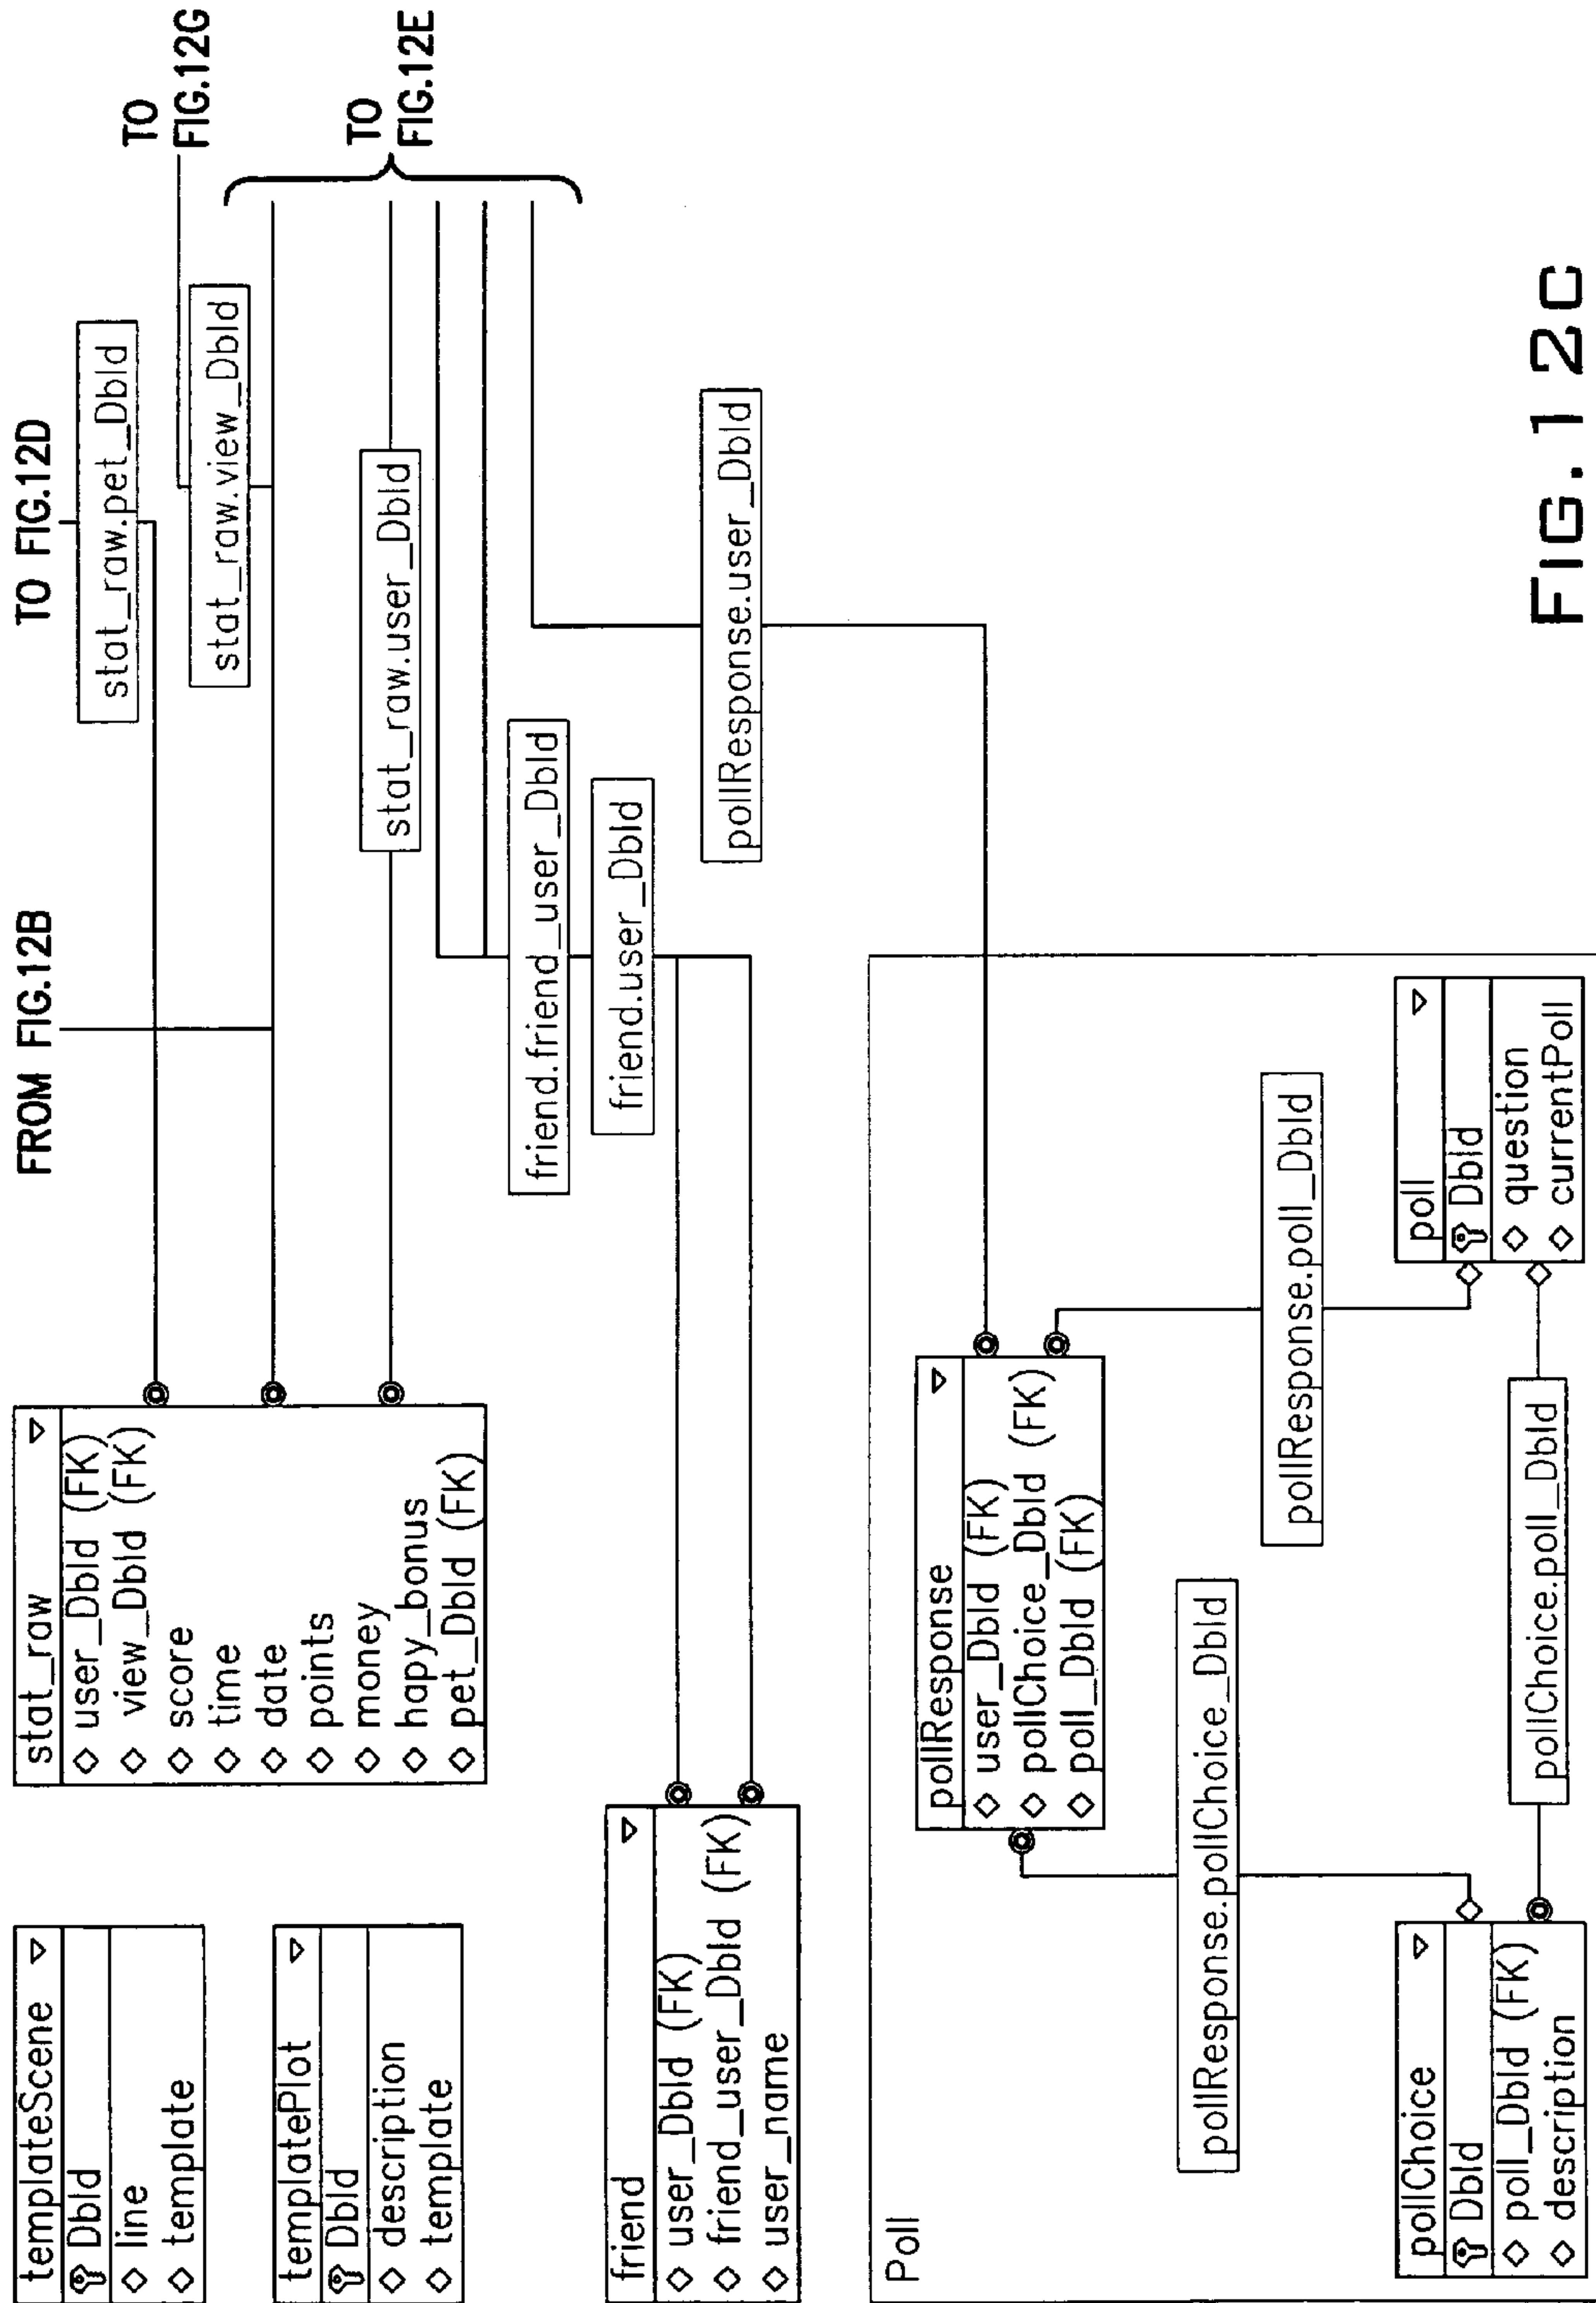 FROM FIG.12B
TO FIG.12D
TO
FIG.12G
TO
FIG.12E
templateScene
DbId
line
template
templatePlot
DbId
description
template
stat_raw
user_DbId (FK)
view_DbId (FK)
score
time
date
points
money
hapy_bonus
pet_DbId (FK)
stat_raw.pet_DbId
stat_raw.view_DbId
stat_raw.user_DbId
friend
user_DbId (FK)
friend_user_DbId (FK)
user_name
friend.friend_user_DbId
friend.user_DbId
pollResponse.user_DbId
Poll
pollResponse
user_DbId (FK)
pollChoice_DbId (FK)
poll_DbId (FK)
pollResponse.pollChoice_DbId
pollResponse.poll_DbId
pollChoice
DbId
poll_DbId (FK)
description
pollChoice.poll_DbId
poll
DbId
question
currentPoll
FIG.12C